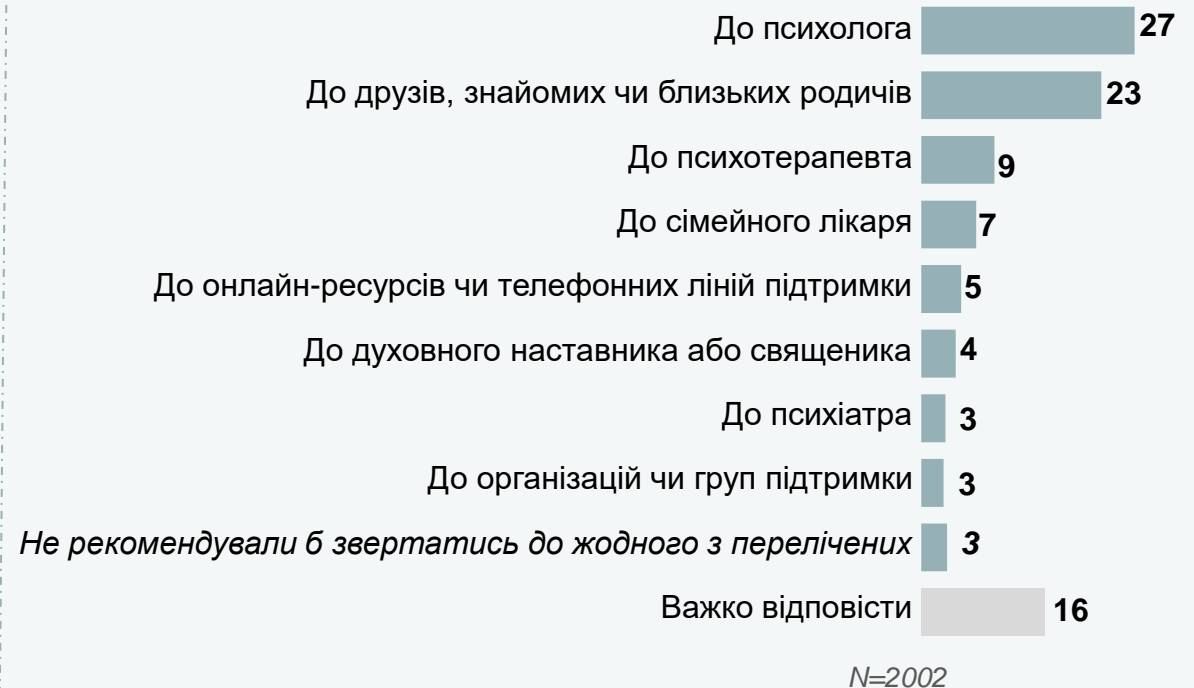 До психолога 27
До друзів, знайомих чи близьких родичів 23
До психотерапевта 9
До сімейного лікаря 7
До онлайн-ресурсів чи телефонних ліній підтримки 5
До духовного наставника або священика 4
До психіатра 3
До організацій чи груп підтримки 3
Не рекомендували б звертатись до жодного з перелічених 3
Важко відповісти 16
N=2002